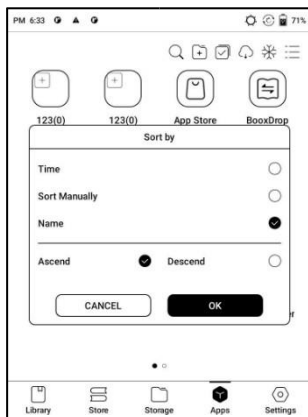 PM 6:33
71%
123(0) 123(0) App Store BooxDrop
Sort by
Time
Sort Manually
Name
Ascend Descend
CANCEL OK
Library Store Storage Apps Settings